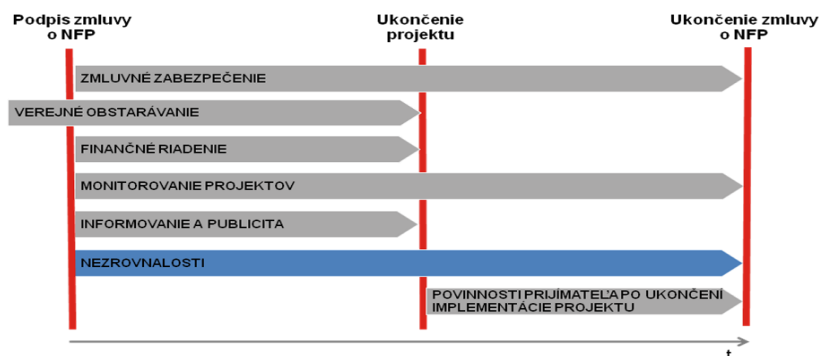 Podpis zmluvy
o NFP
Ukončenie
projektu
Ukončenie zmluvy
o NFP
ZMLUVNÉ ZABEZPEČENIE
VEREJNÉ OBSTARÁVANIE
FINANČNÉ RIADENIE
MONITOROVANIE PROJEKTOV
INFORMOVANIE A PUBLICITA
NEZROVNALOSTI
POVINNOSTI PRIJÍMATEĽA PO UKONČENÍ
IMPLEMENTÁCIE PROJEKTU
t